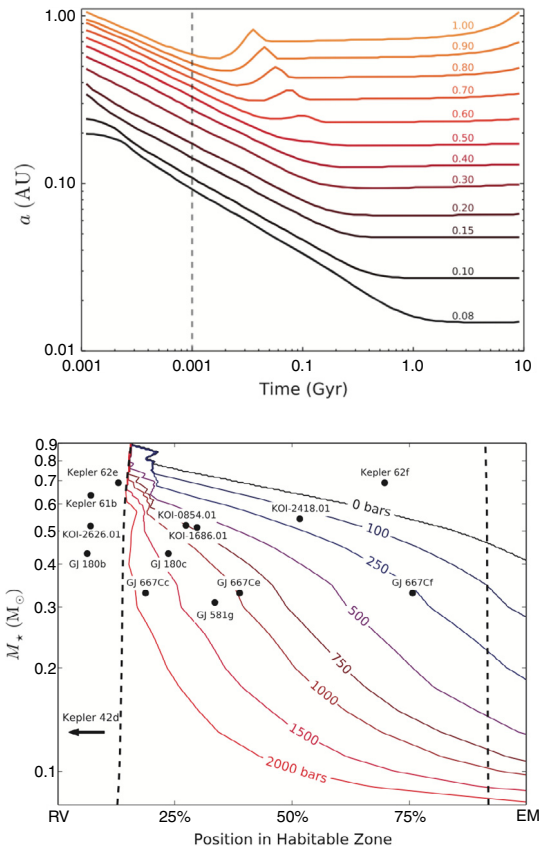 1.00
0.10
0.01
a (AU)
1.00
0.90
0.80
0.70
0.60
0.50
0.40
0.30
0.20
0.15
0.10
0.08
0.001 0.001 0.1 1.0 10
Time (Gyr)
0.9
0.8
0.7
0.6
0.5
0.4
0.3
0.2
0.1
M⋆ (M☉)
Kepler 62e
Kepler 62f
Kepler 61b
0 bars
KOI-0854.01
KOI-2418.01
100
KOI-2626.01
KOI-1686.01
GJ 180b
GJ 180c
250
GJ 667Cc
GJ 667Ce
GJ 667Cf
GJ 581g
500
750
1000
Kepler 42d
1500
2000 bars
RV 25% 50% 75% EM
Position in Habitable Zone